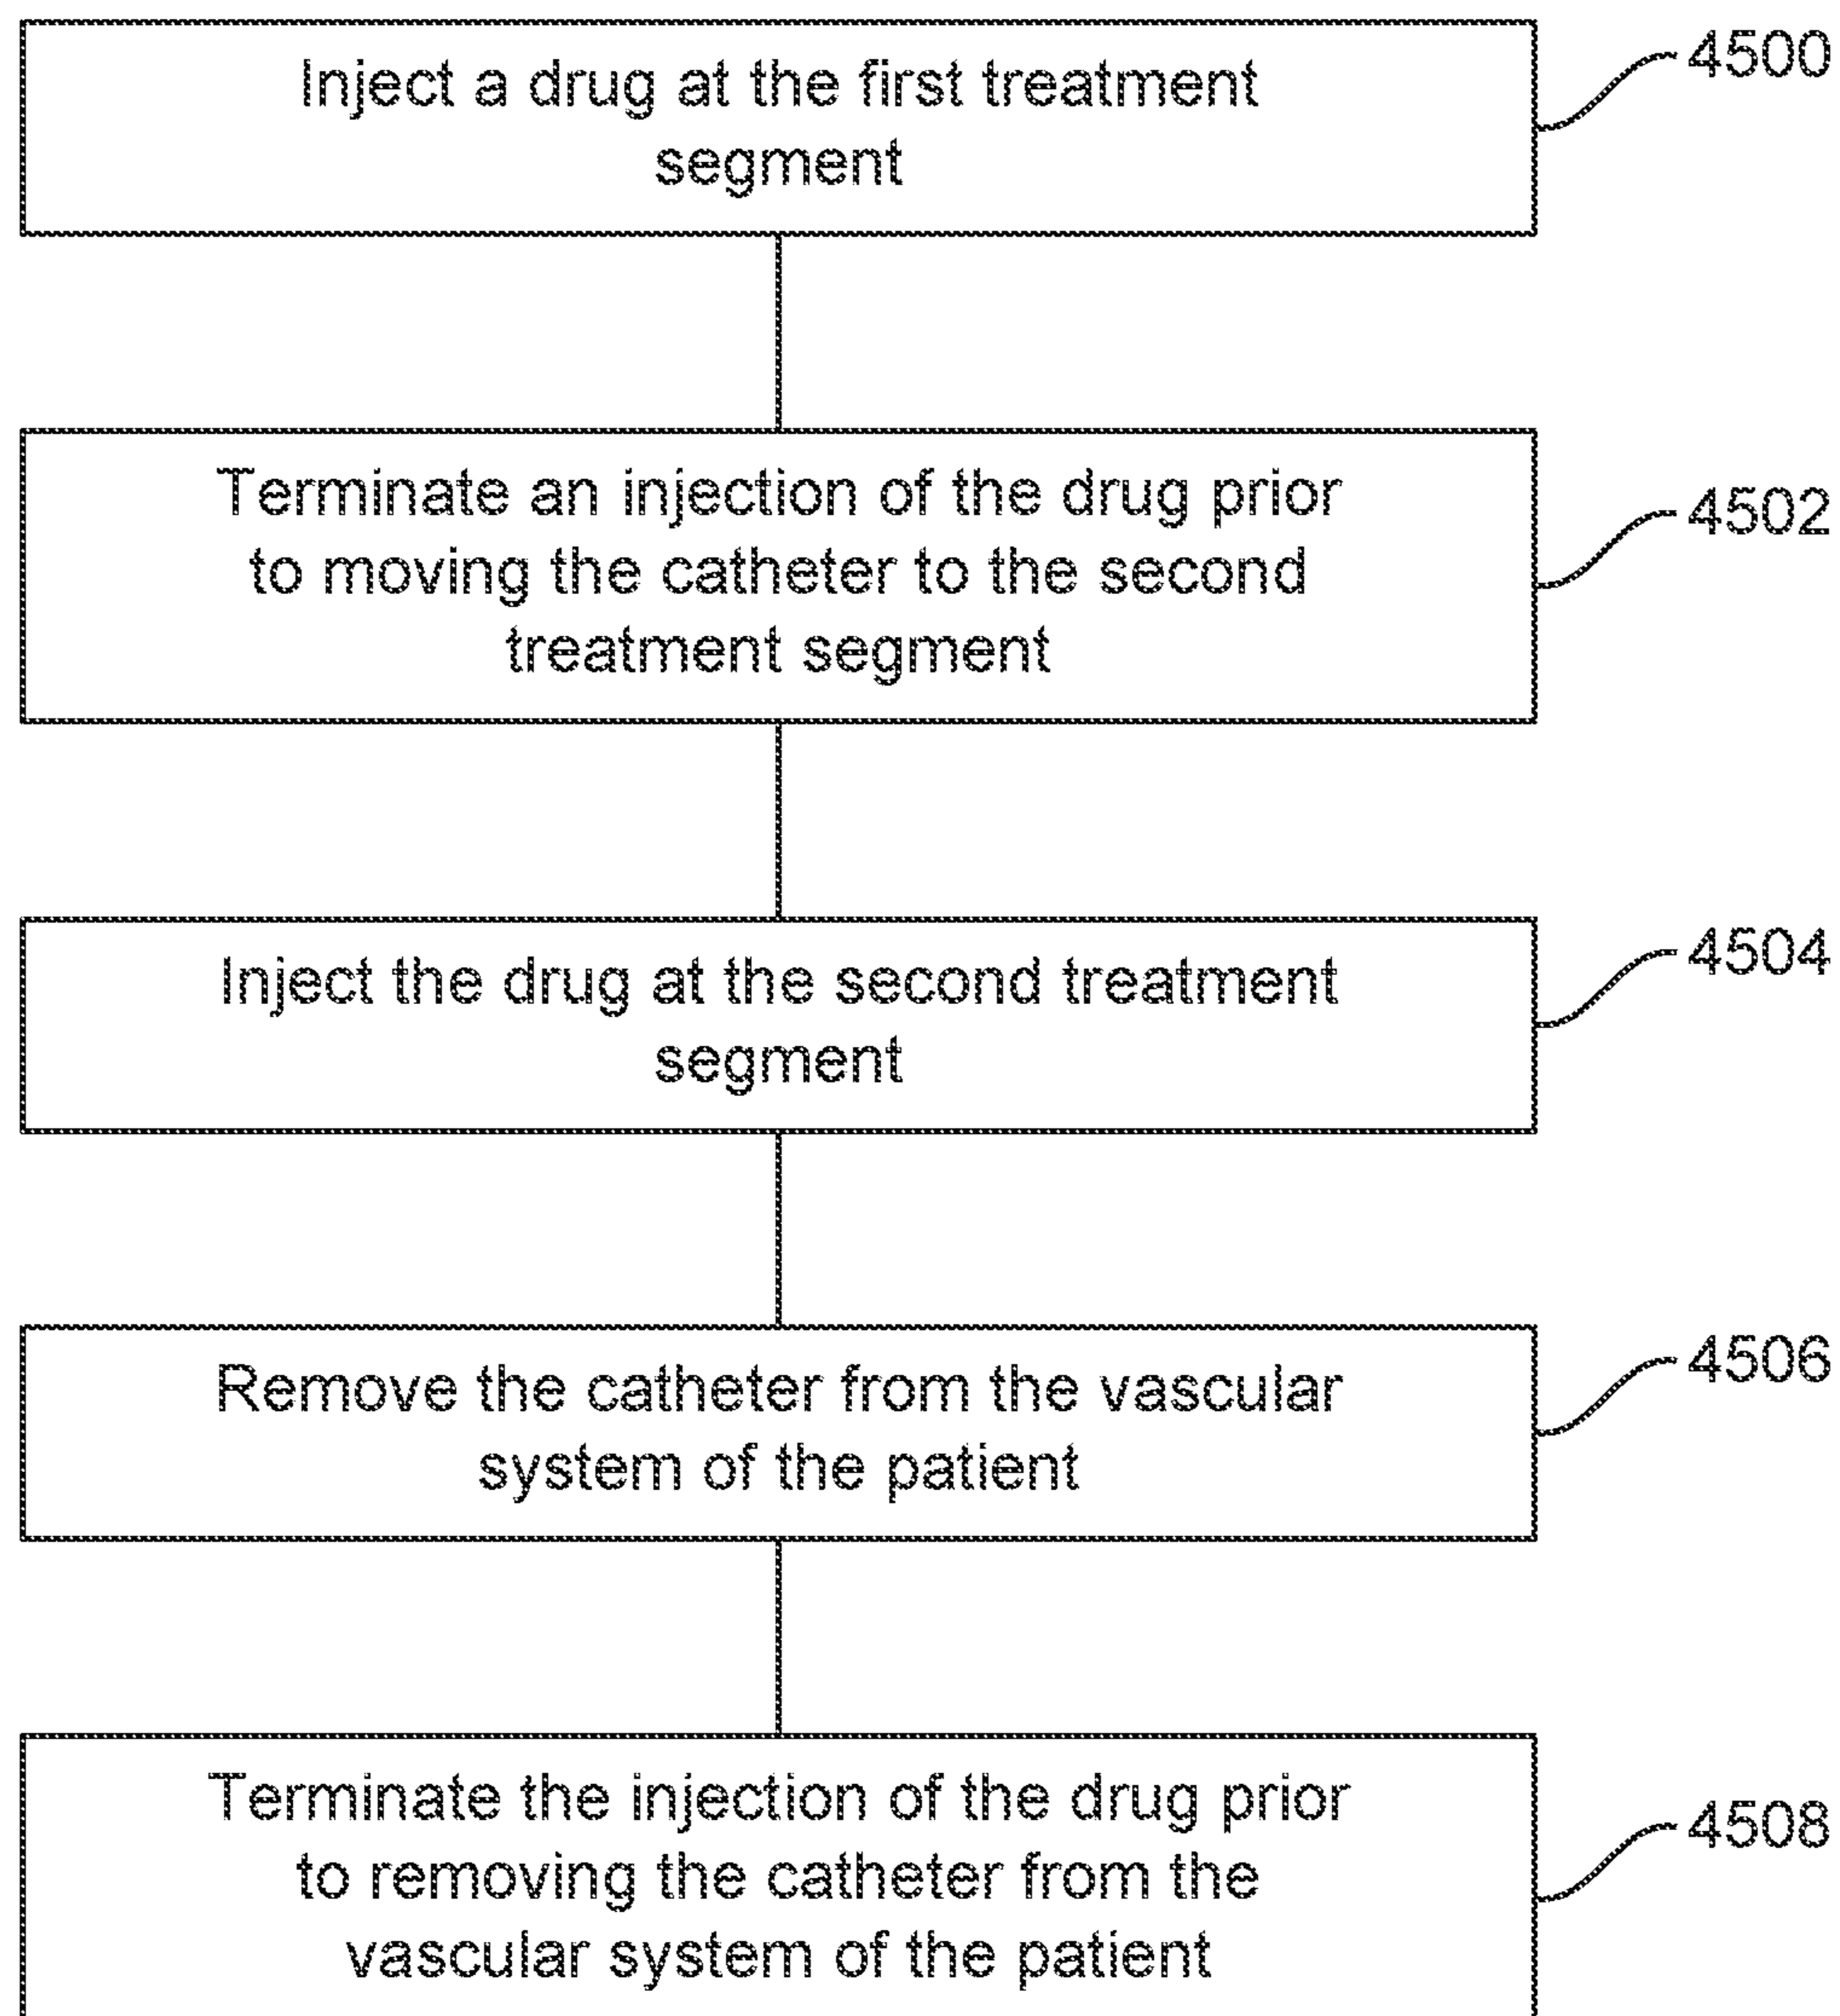 Inject a drug at the first treatment
segment
4500
Terminate an injection of the drug prior
to moving the catheter to the second
treatment segment
4502
Inject the drug at the second treatment
segment
4504
Remove the catheter from the vascular
system of the patient
4506
Terminate the injection of the drug prior
to removing the catheter from the
vascular system of the patient
4508